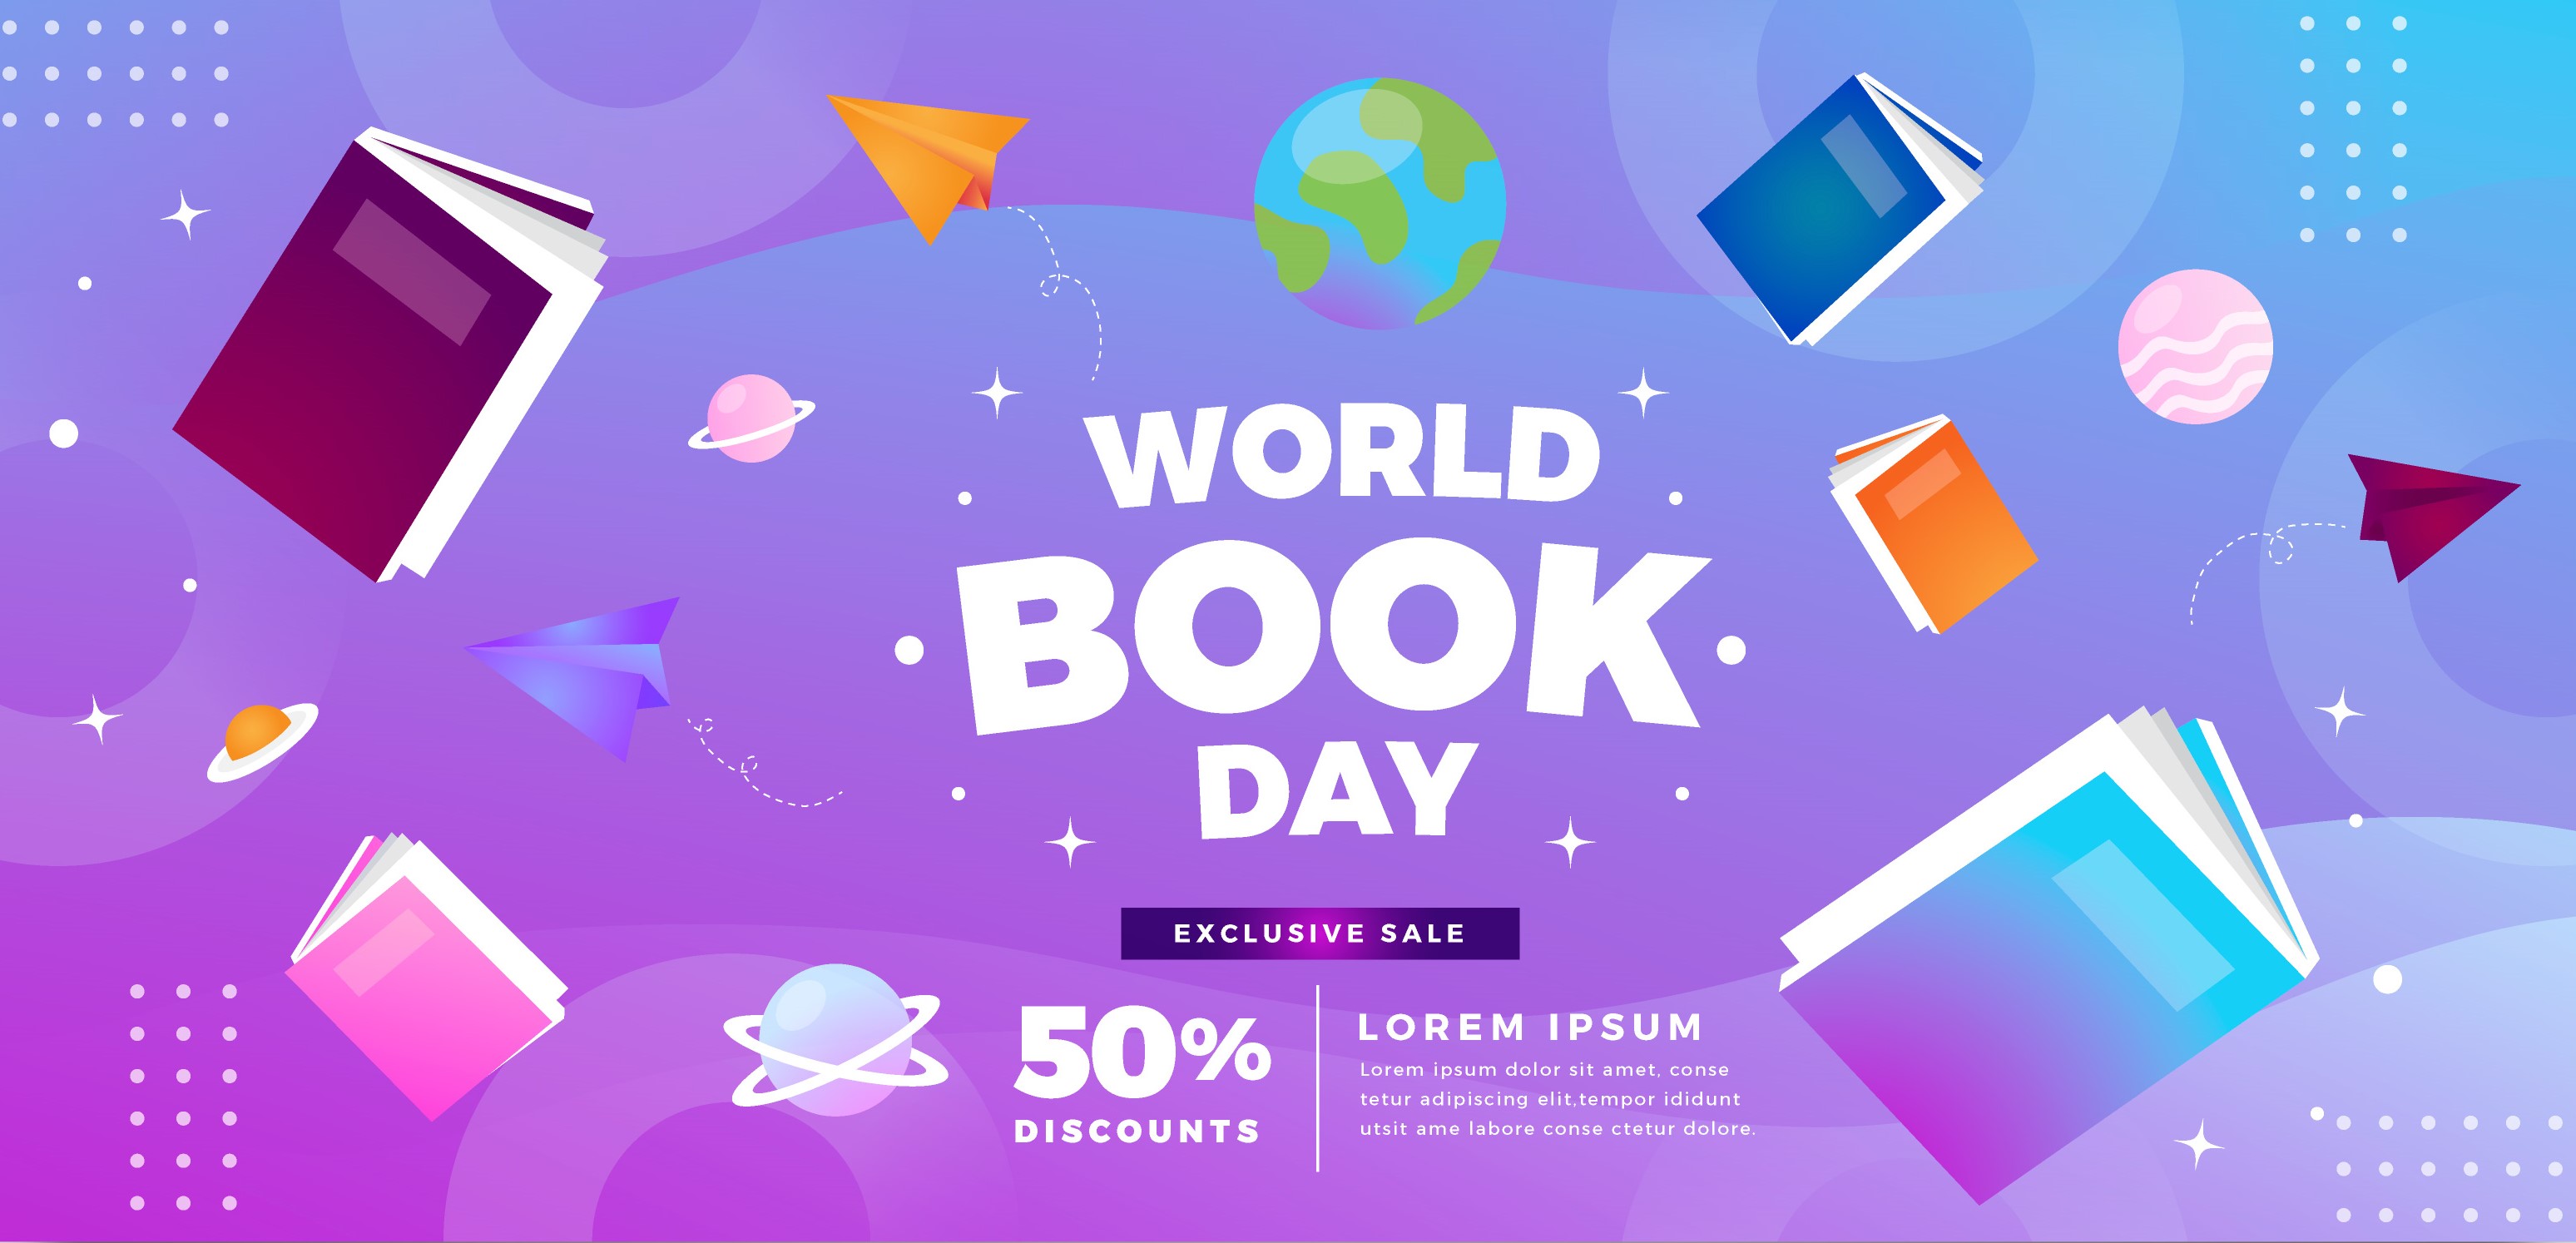 WORLD
BOOK
DAY
EXCLUSIVE SALE
50%
DISCOUNTS
LOREM IPSUM
Lorem ipsum dolor sit amet, conse
tetur adipiscing elit,tempor ididunt
utsit ame labore conse ctetur dolore.